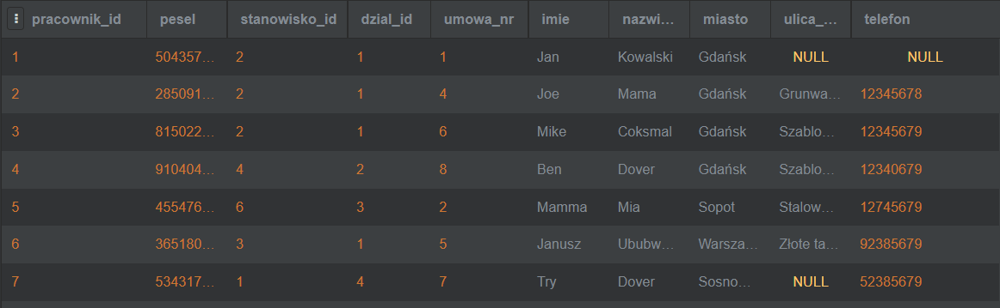 pracownik_id pesel stanowisko_id dzial_id umowa_nr imie nazwi... miasto ulica_... telefon
1 504357... 2 1 1 Jan Kowalski Gdańsk NULL NULL
2 285091... 2 1 4 Joe Mama Gdańsk Grunwa... 12345678
3 815022... 2 1 6 Mike Coksmal Gdańsk Szablo... 12345679
4 910404... 4 2 8 Ben Dover Gdańsk Szablo... 12340679
5 455476... 6 3 2 Mamma Mia Sopot Stalow... 12745679
6 365180... 3 1 5 Janusz Ububw... Warsza... Złote ta... 92385679
7 534317... 1 4 7 Try Dover Sosno... NULL 52385679